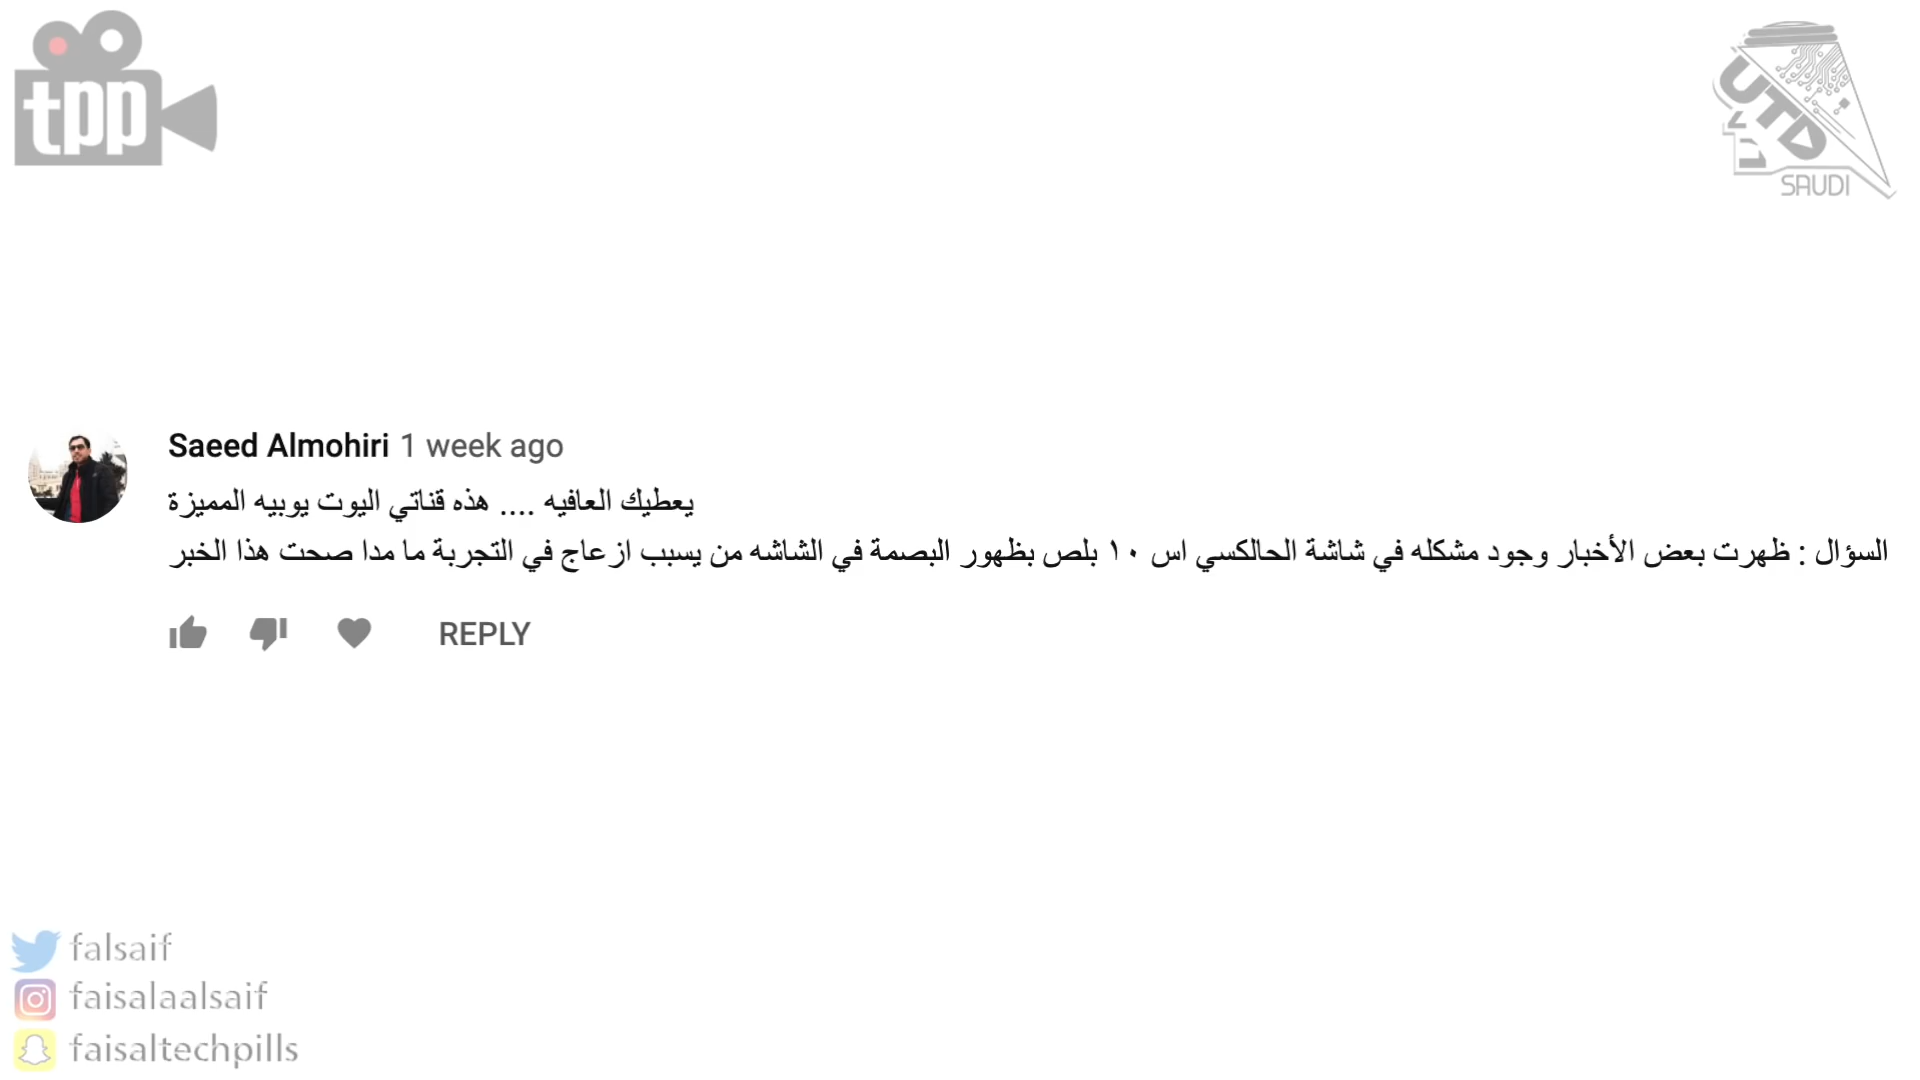 tpp
UTD
SAUDI
Saeed Almohiri 1 week ago
يعطيك العافيه .... هذه قناتي اليوت يوبيه المميزة
السؤال : ظهرت بعض الأخبار وجود مشكله في شاشة الحالكسي اس ١٠ بلص بظهور البصمة في الشاشه من يسبب ازعاج في التجربة ما مدا صحت هذا الخبر
REPLY
falsaif
faisalaalsaif
faisaltechpills